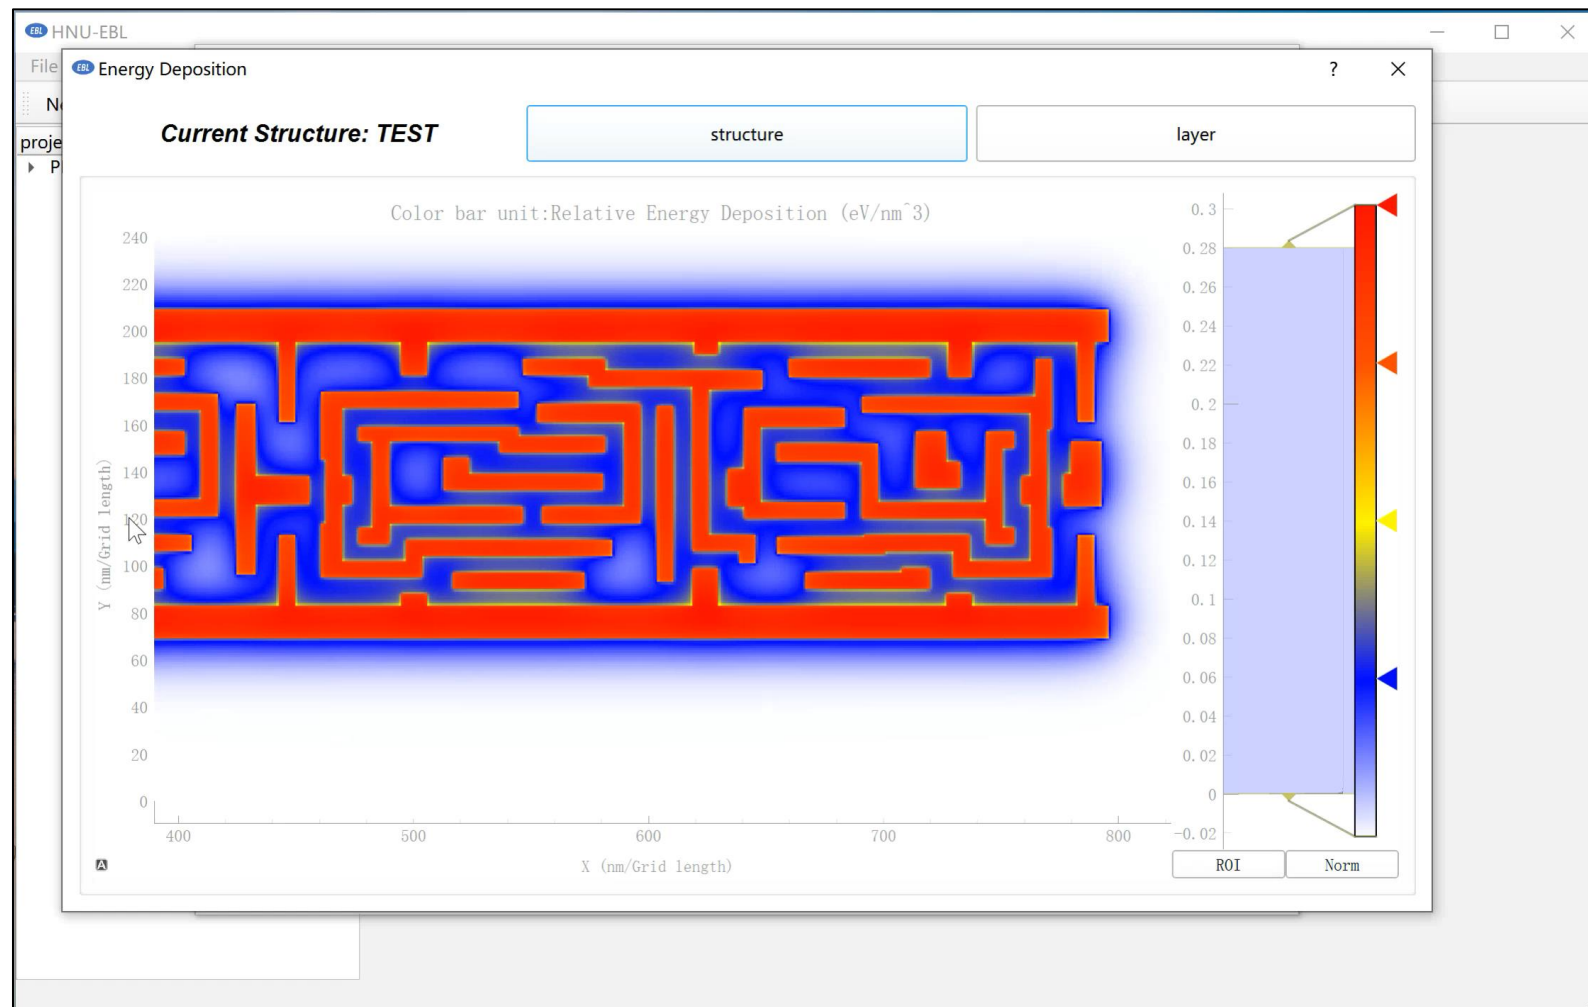 EBL HNU-EBL
File
EBL Energy Deposition
?
Current Structure: TEST
structure
layer
proje
Color bar unit:Relative Energy Deposition (eV/nm^3)
240
220
200
180
160
140
120
100
80
60
40
20
0
Y (nm/Grid length)
400 500 600 700 800
X (nm/Grid length)
0.3
0.28
0.26
0.24
0.22
0.2
0.18
0.16
0.14
0.12
0.1
0.08
0.06
0.04
0.02
0
-0.02
A
ROI
Norm